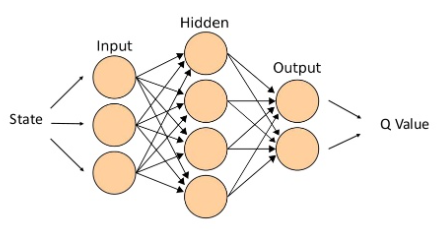 Hidden
Input
Output
State
Q Value